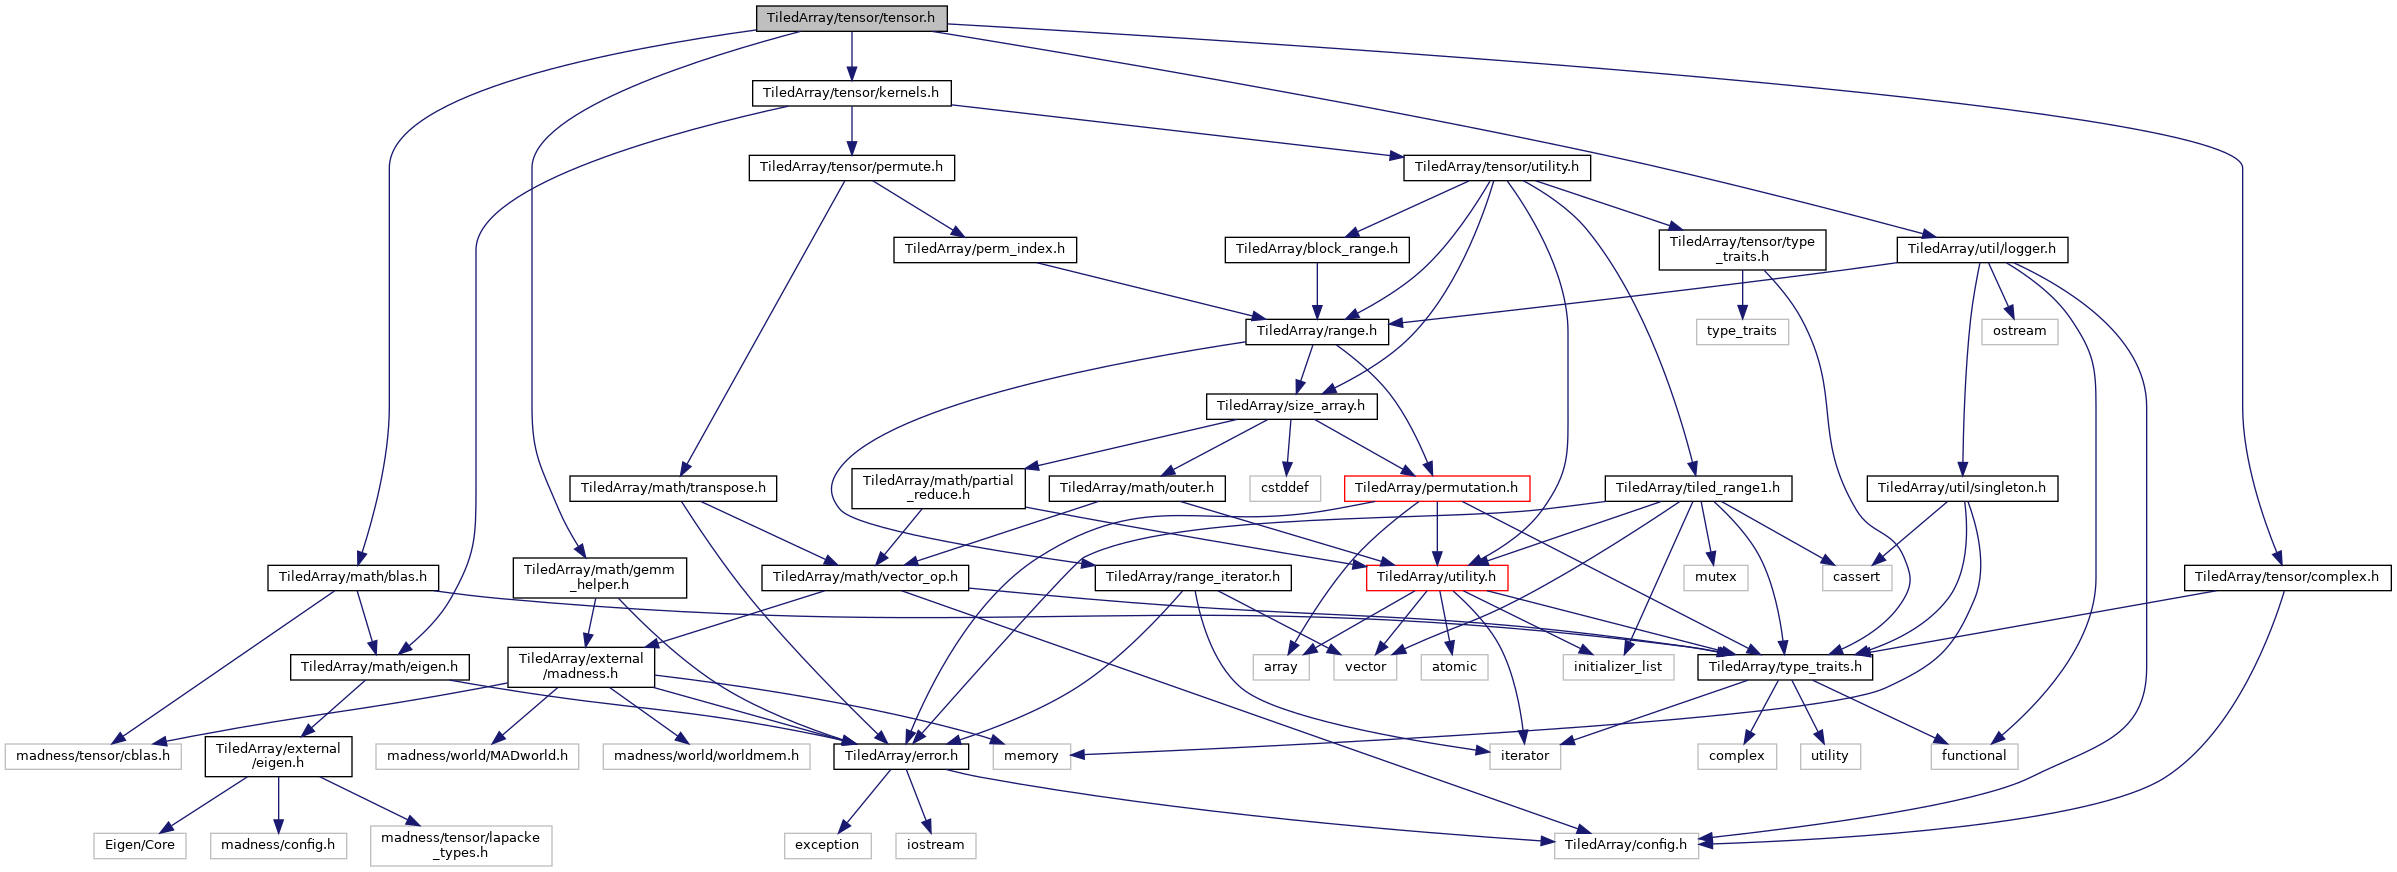 TiledArray/tensor/tensor.h
TiledArray/tensor/kernels.h
TiledArray/tensor/permute.h
TiledArray/tensor/utility.h
TiledArray/perm_index.h
TiledArray/block_range.h
TiledArray/tensor/type
_traits.h
TiledArray/util/logger.h
TiledArray/range.h
type_traits
ostream
TiledArray/size_array.h
TiledArray/math/transpose.h
TiledArray/math/partial
_reduce.h
TiledArray/math/outer.h
cstddef
TiledArray/permutation.h
TiledArray/tiled_range1.h
TiledArray/util/singleton.h
TiledArray/math/blas.h
TiledArray/math/gemm
_helper.h
TiledArray/math/vector_op.h
TiledArray/range_iterator.h
TiledArray/utility.h
mutex
cassert
TiledArray/tensor/complex.h
TiledArray/math/eigen.h
TiledArray/external
/madness.h
array
vector
atomic
initializer_list
TiledArray/type_traits.h
madness/tensor/cblas.h
TiledArray/external
/eigen.h
madness/world/MADworld.h
madness/world/worldmem.h
TiledArray/error.h
memory
iterator
complex
utility
functional
Eigen/Core
madness/config.h
madness/tensor/lapacke
_types.h
exception
iostream
TiledArray/config.h